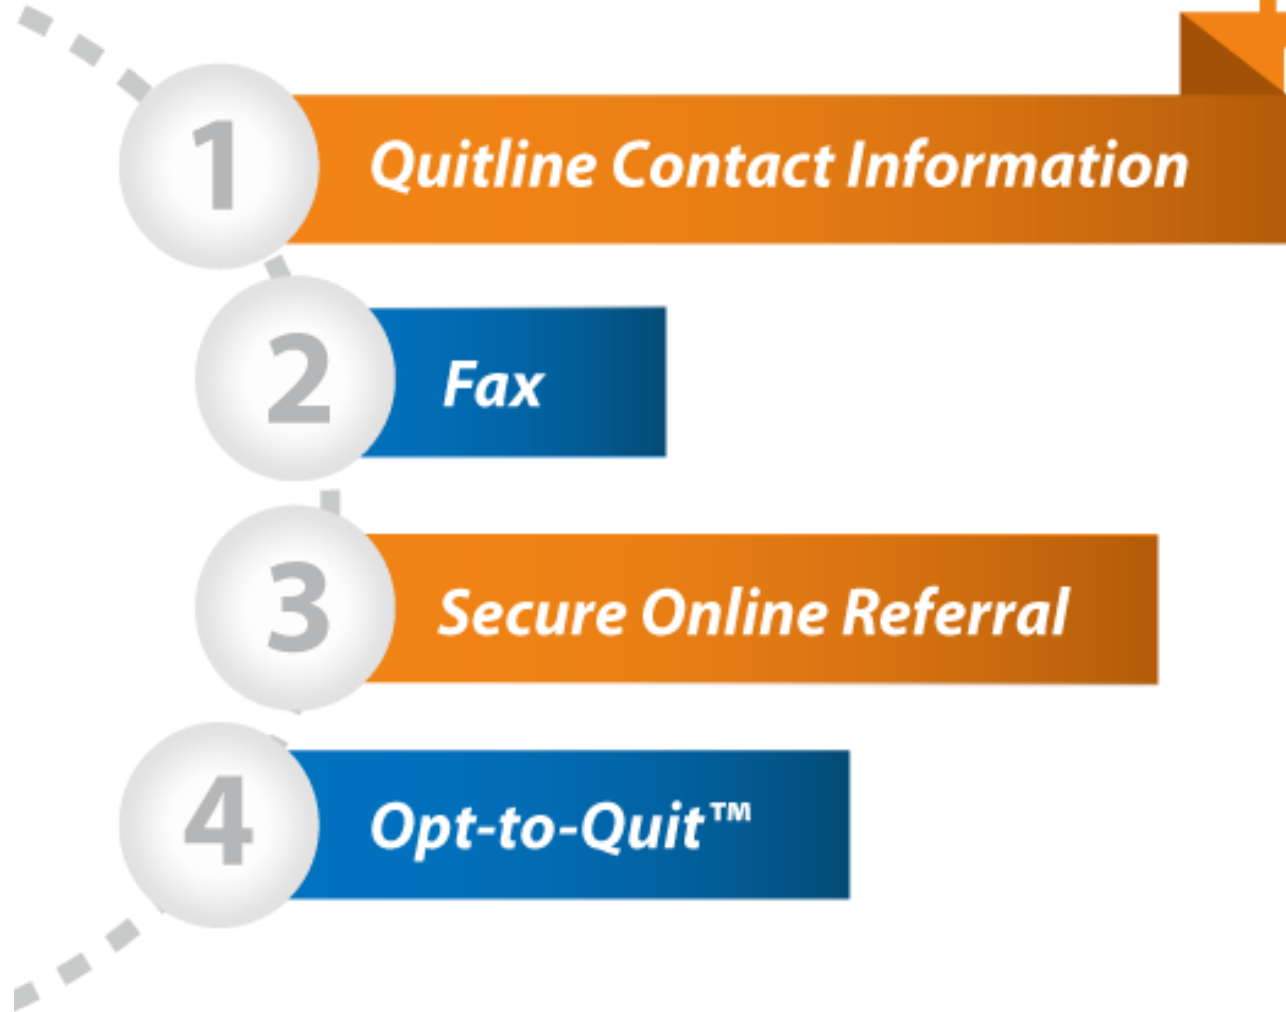 1
Quitline Contact Information
2
Fax
3
Secure Online Referral
4
Opt-to-Quit™